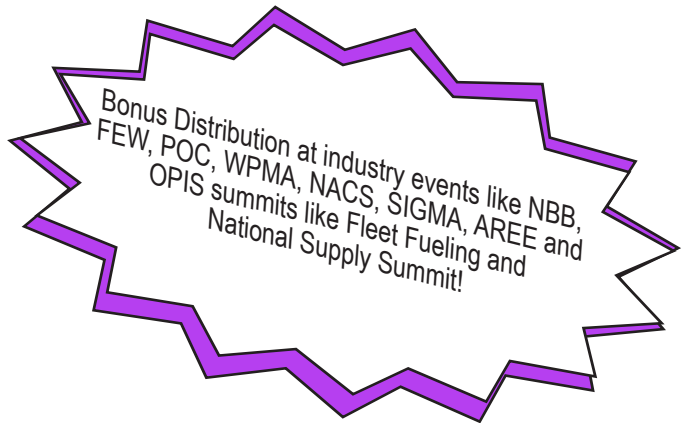 Bonus Distribution at industry events like NBB,
FEW, POC, WPMA, NACS, SIGMA, AREE and
OPIS summits like Fleet Fueling and
National Supply Summit!